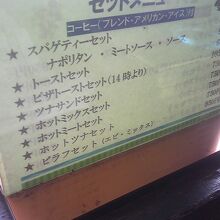 セットメニュー
コーヒー(ブレンド・アメリカン・アイス)付
★ スパゲティーセット
ナポリタン・ミートソース・ソース
★ トーストセット
★ ピザトーストセット(14時より)
★ ツナサンドセット
★ ホットミックスセット
★ ホットミートセット
★ ホットツナセット
★ ピラフセット(エビ・ミックス)